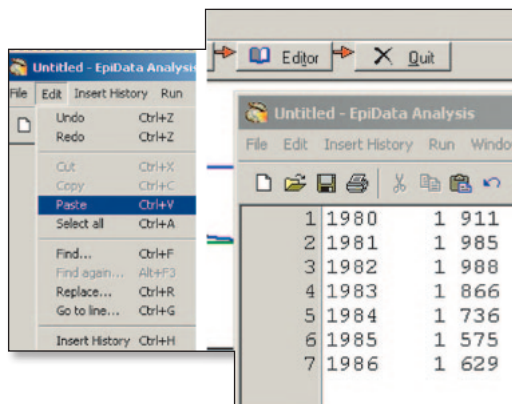 Untitled - EpiData Analysis
File Edit Insert History Run
Undo Ctrl+Z
Redo Ctrl+Z
Cut Ctrl+X
Copy Ctrl+C
Paste Ctrl+V
Select all Ctrl+A
Find... Ctrl+F
Find again... Alt+F3
Replace... Ctrl+R
Go to line... Ctrl+G
Insert History Ctrl+H
Editor Quit
Untitled - EpiData Analysis
File Edit Insert History Run
1 1980 1 911
2 1981 1 985
3 1982 1 988
4 1983 1 866
5 1984 1 736
6 1985 1 575
7 1986 1 629